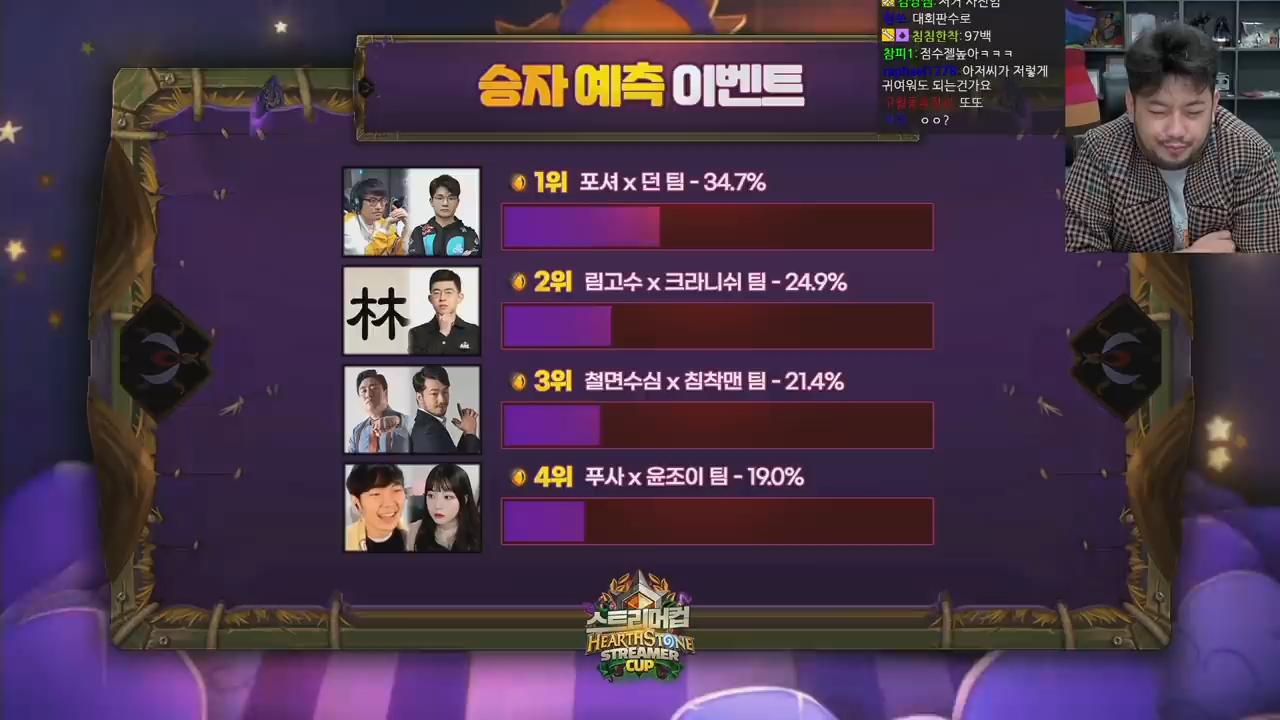 승자 예측 이벤트
1위 포셔 x 던 팀 - 34.7%
2위 림고수 x 크라니쉬 팀 - 24.9%
林
3위 철면수심 x 침착맨 팀 - 21.4%
4위 푸사 x 윤조이 팀 - 19.0%
스트리머컵
HEARTHSTONE
STREAMER
CUP
대회판수로
침침한착: 97백
참피1: 점수젤높아ㅋㅋㅋ
raphael1278: 아저씨가 저렇게
귀여워도 되는건가요
또또
ㅇㅇ?